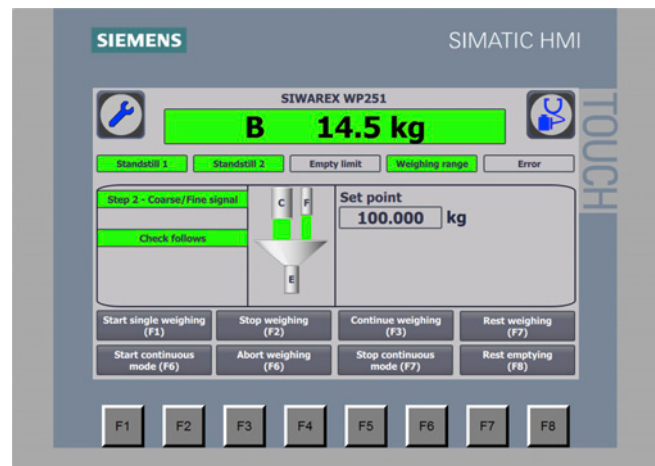 SIEMENS
SIMATIC HMI
TOUCH
SIWAREX WP251
B 14.5 kg
Standstill 1
Standstill 2
Empty limit
Weighing range
Error
Step 2 - Coarse/Fine signal
Check follows
C
F
E
Set point
100.000 kg
Start single weighing
(F1)
Stop weighing
(F2)
Continue weighing
(F3)
Rest weighing
(F7)
Start continuous
mode (F6)
Abort weighing
(F6)
Stop continuous
mode (F7)
Rest emptying
(F8)
F1
F2
F3
F4
F5
F6
F7
F8